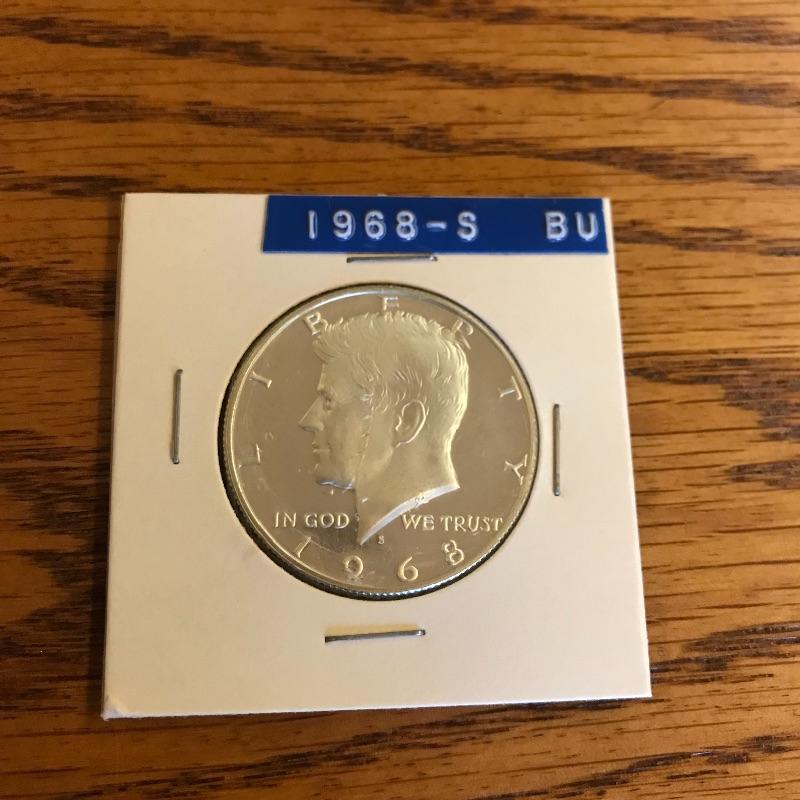 1968-S BU
LIBERTY
IN GOD WE TRUST
S
1968